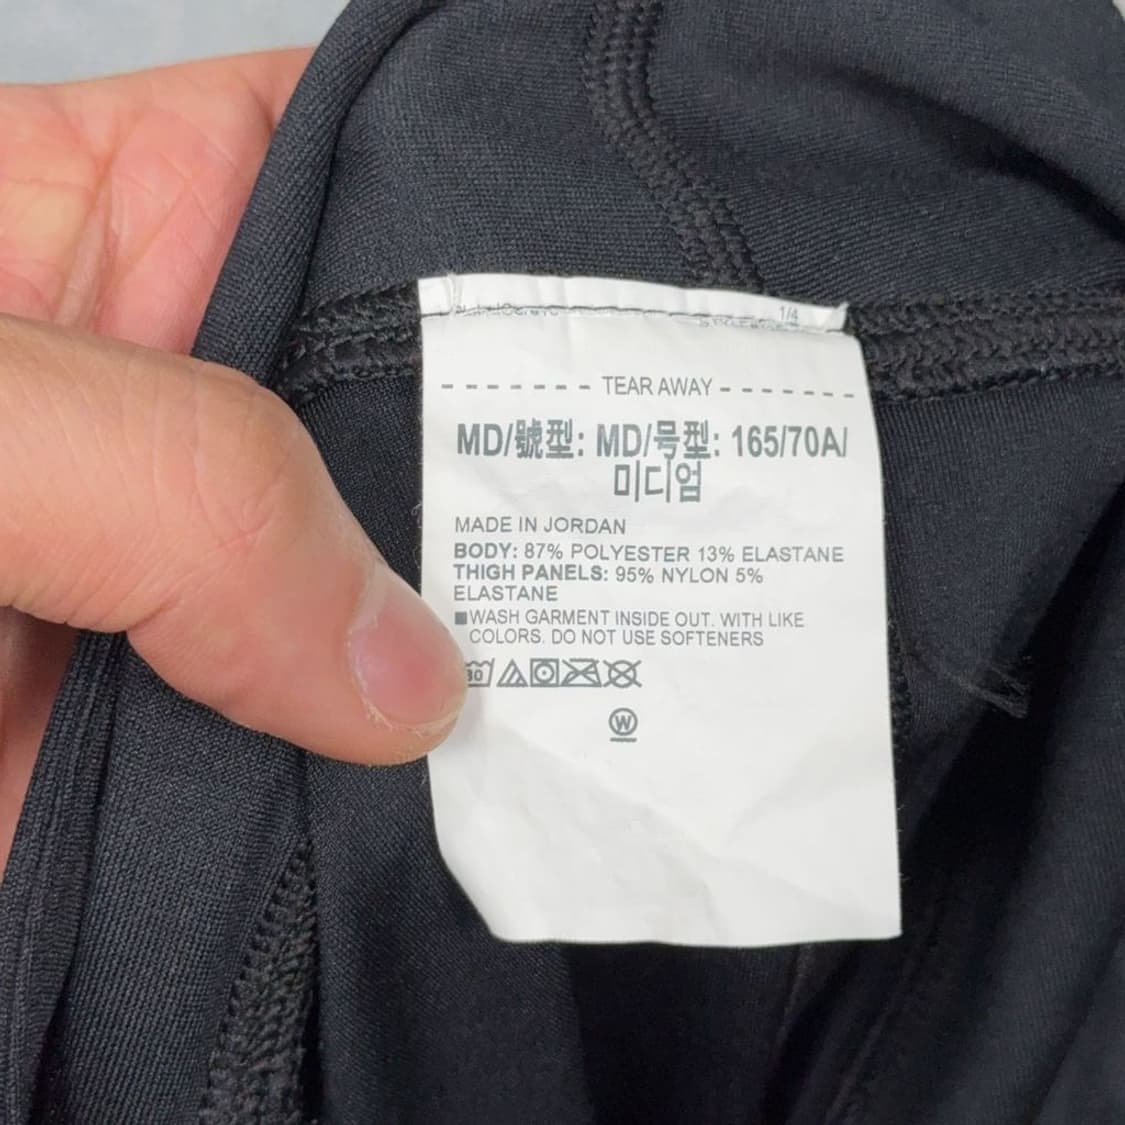 1/4
TEAR AWAY
MD/號型: MD/号型: 165/70A/
미디엄
MADE IN JORDAN
BODY: 87% POLYESTER 13% ELASTANE
THIGH PANELS: 95% NYLON 5%
ELASTANE
■WASH GARMENT INSIDE OUT. WITH LIKE
COLORS. DO NOT USE SOFTENERS
30
W